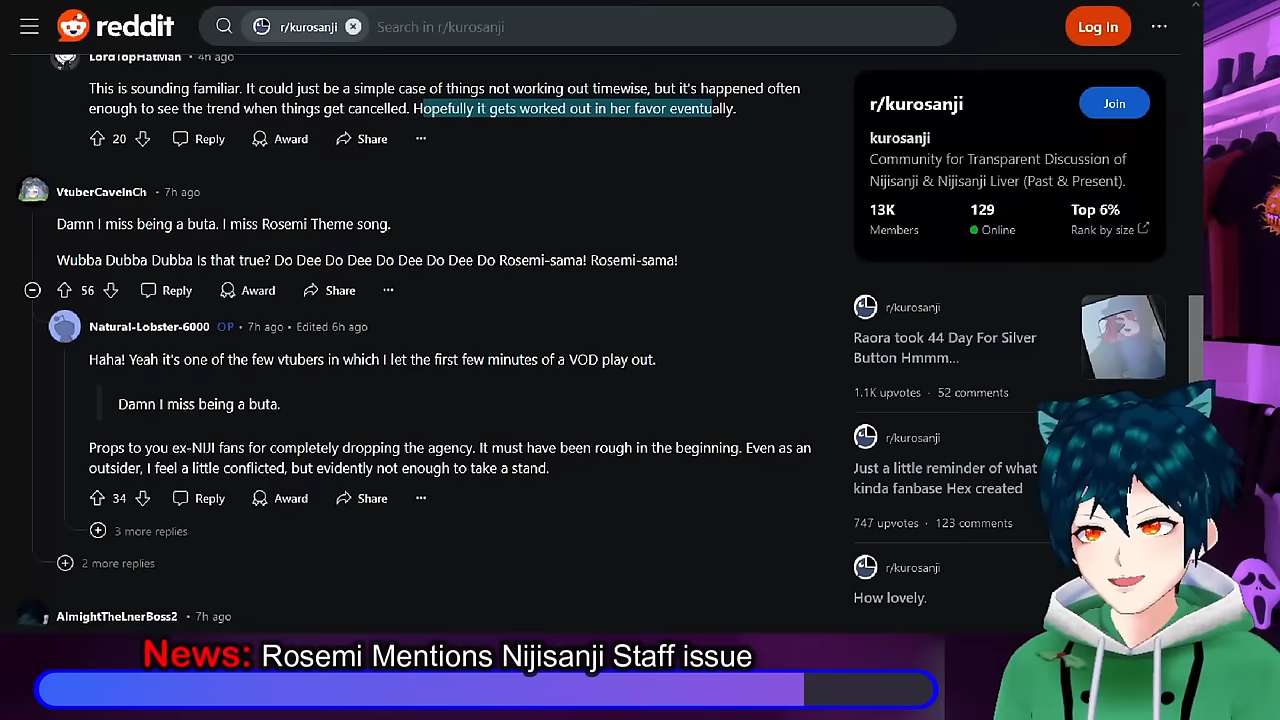 reddit
r/kurosanji
Search in r/kurosanji
Log In
LordTopHatMan • 4h ago
This is sounding familiar. It could just be a simple case of things not working out timewise, but it's happened often
enough to see the trend when things get cancelled. Hopefully it gets worked out in her favor eventually.
20
Reply
Award
Share
VtuberCaveInCh • 7h ago
Damn I miss being a buta. I miss Rosemi Theme song.
Wubba Dubba Dubba Is that true? Do Dee Do Dee Do Dee Do Dee Do Rosemi-sama! Rosemi-sama!
56
Reply
Award
Share
Natural-Lobster-6000 OP • 7h ago • Edited 6h ago
Haha! Yeah it's one of the few vtubers in which I let the first few minutes of a VOD play out.
Damn I miss being a buta.
Props to you ex-NIJI fans for completely dropping the agency. It must have been rough in the beginning. Even as an
outsider, I feel a little conflicted, but evidently not enough to take a stand.
34
Reply
Award
Share
3 more replies
2 more replies
AlmightTheLnerBoss2 • 7h ago
r/kurosanji
Join
kurosanji
Community for Transparent Discussion of
Nijisanji & Nijisanji Liver (Past & Present).
13K
129
Top 6%
Members
Online
Rank by size
r/kurosanji
Raora took 44 Day For Silver
Button Hmmm...
1.1K upvotes · 52 comments
r/kurosanji
Just a little reminder of what
kinda fanbase Hex created
747 upvotes · 123 comments
r/kurosanji
How lovely.
News: Rosemi Mentions Nijisanji Staff issue